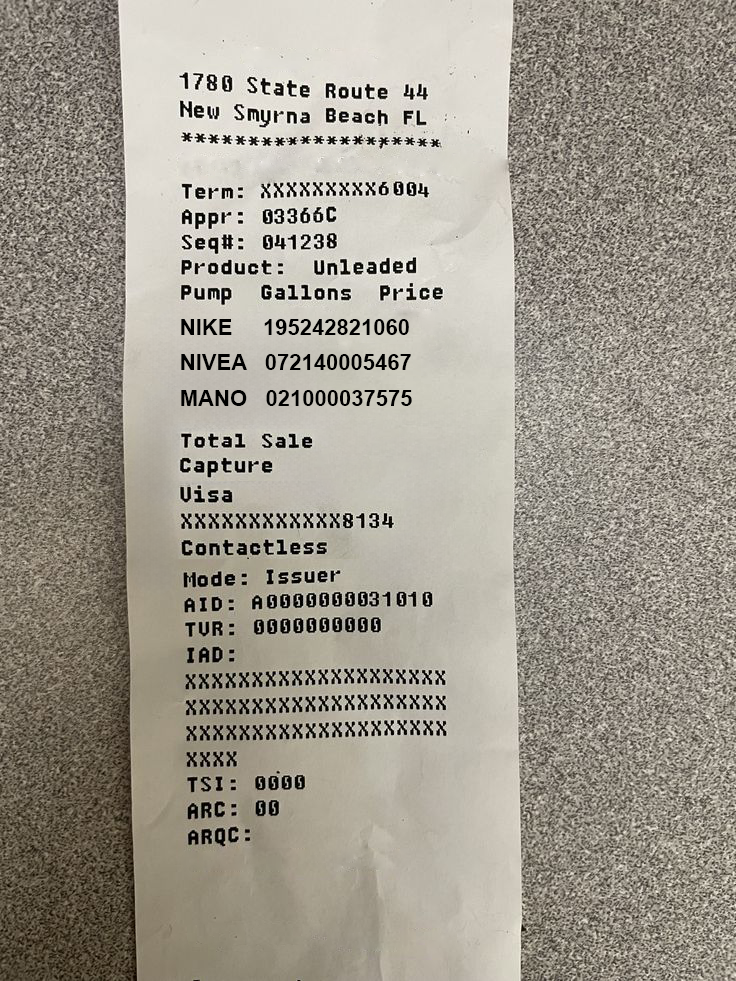 1780 State Route 44
New Smyrna Beach FL
********************
Term: XXXXXXXXX6004
Appr: 03366C
Seq#: 041238
Product: Unleaded
Pump Gallons Price
NIKE 195242821060
NIVEA 072140005467
MANO 021000037575
Total Sale
Capture
Visa
XXXXXXXXXXXX8134
Contactless
Mode: Issuer
AID: A0000000031010
TVR: 0000000000
IAD:
XXXXXXXXXXXXXXXXXXXX
XXXXXXXXXXXXXXXXXXXX
XXXXXXXXXXXXXXXXXXXX
XXXX
TSI: 0000
ARC: 00
ARQC: